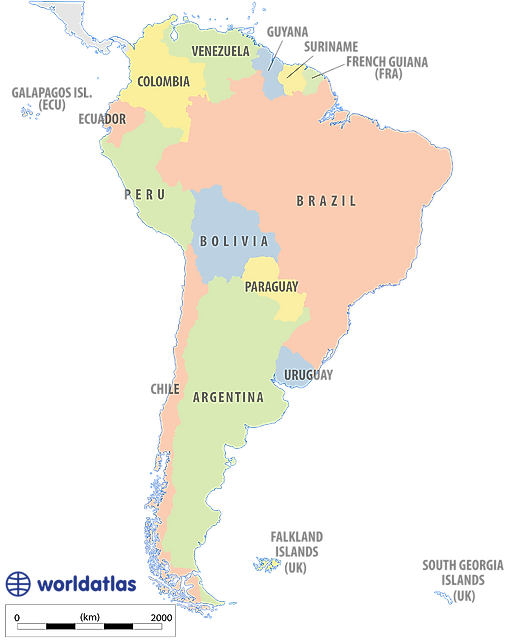 GUYANA
VENEZUELA
SURINAME
FRENCH GUIANA
(FRA)
COLOMBIA
GALAPAGOS ISL.
(ECU)
ECUADOR
PERU
BRAZIL
BOLIVIA
PARAGUAY
URUGUAY
CHILE
ARGENTINA
FALKLAND
ISLANDS
(UK)
SOUTH GEORGIA
ISLANDS
(UK)
worldatlas
0 (km) 2000